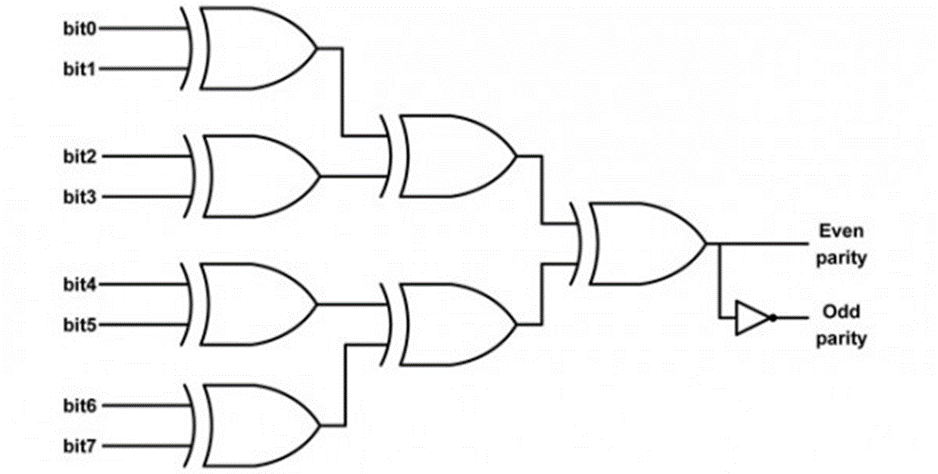 bit0
bit1
bit2
bit3
Even
parity
bit4
Odd
bit5
parity
bit6
bit7